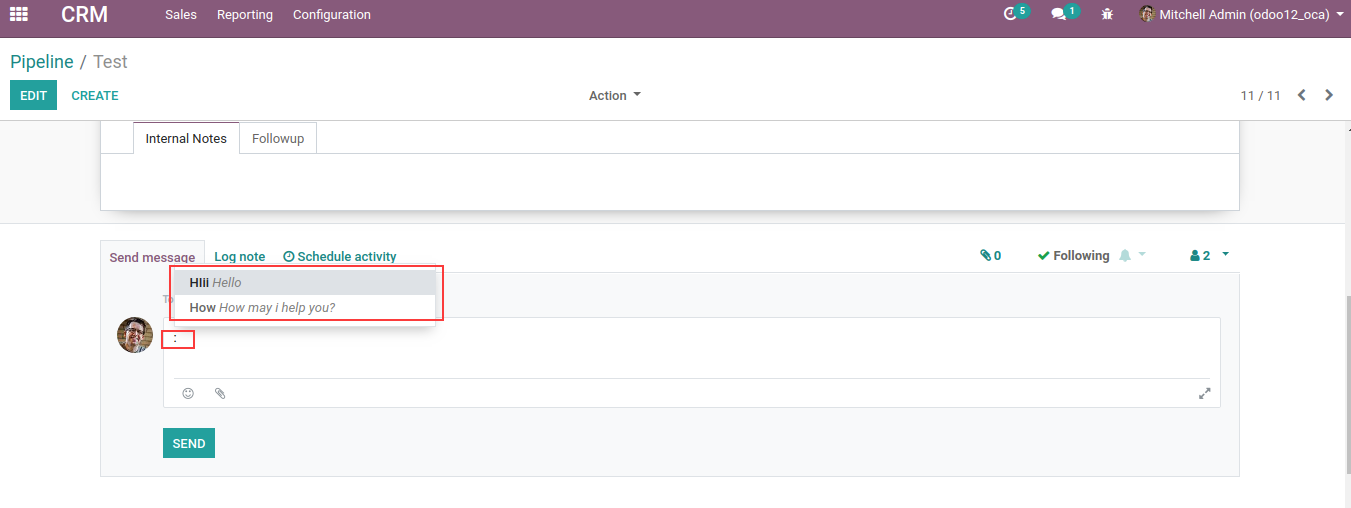 CRM Sales Reporting Configuration 5 1 Mitchell Admin (odoo12_oca)
Pipeline / Test
EDIT CREATE Action 11 / 11
Internal Notes Followup
Send message Log note Schedule activity 0 Following 2
HIii Hello
To
How How may i help you?
:
SEND